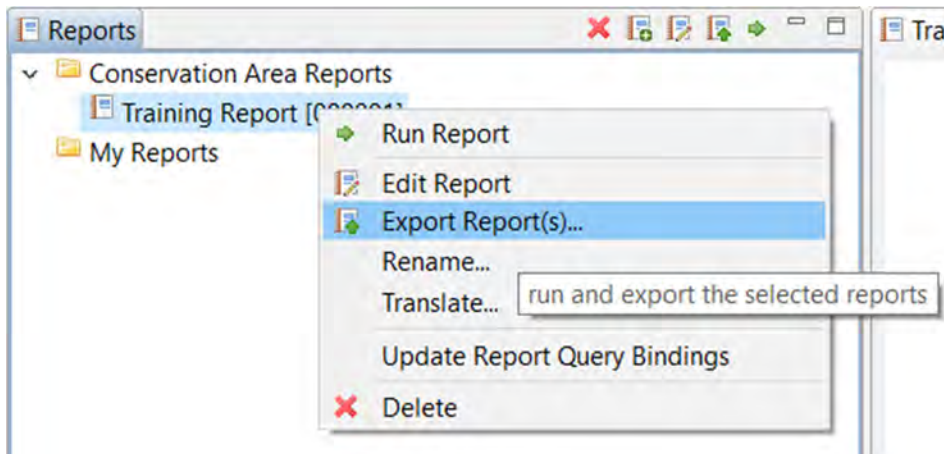 Reports
Tra
Conservation Area Reports
Training Report [000001]
My Reports
Run Report
Edit Report
Export Report(s)...
Rename...
Translate...
run and export the selected reports
Update Report Query Bindings
Delete